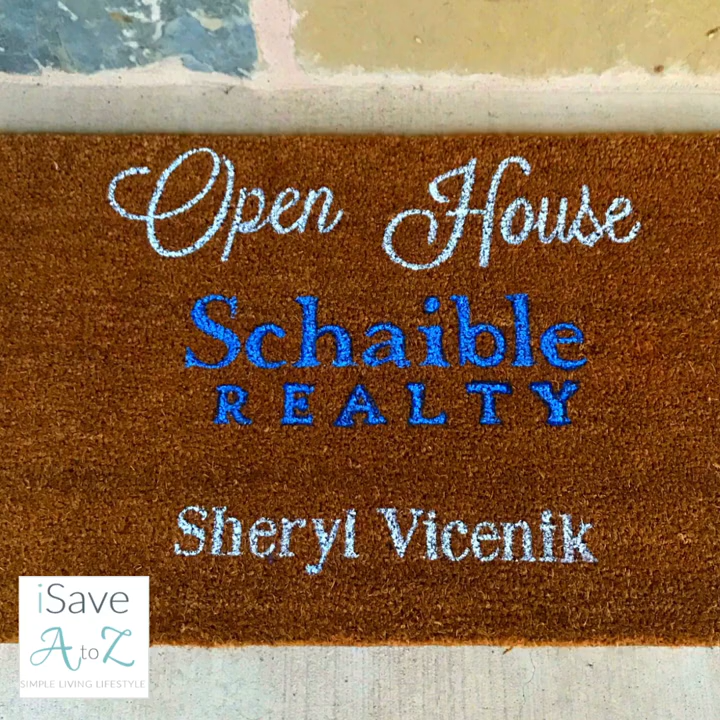 Open House
Schaible
REALTY
Sheryl Vicenik
iSave
A to Z
SIMPLE LIVING LIFESTYLE